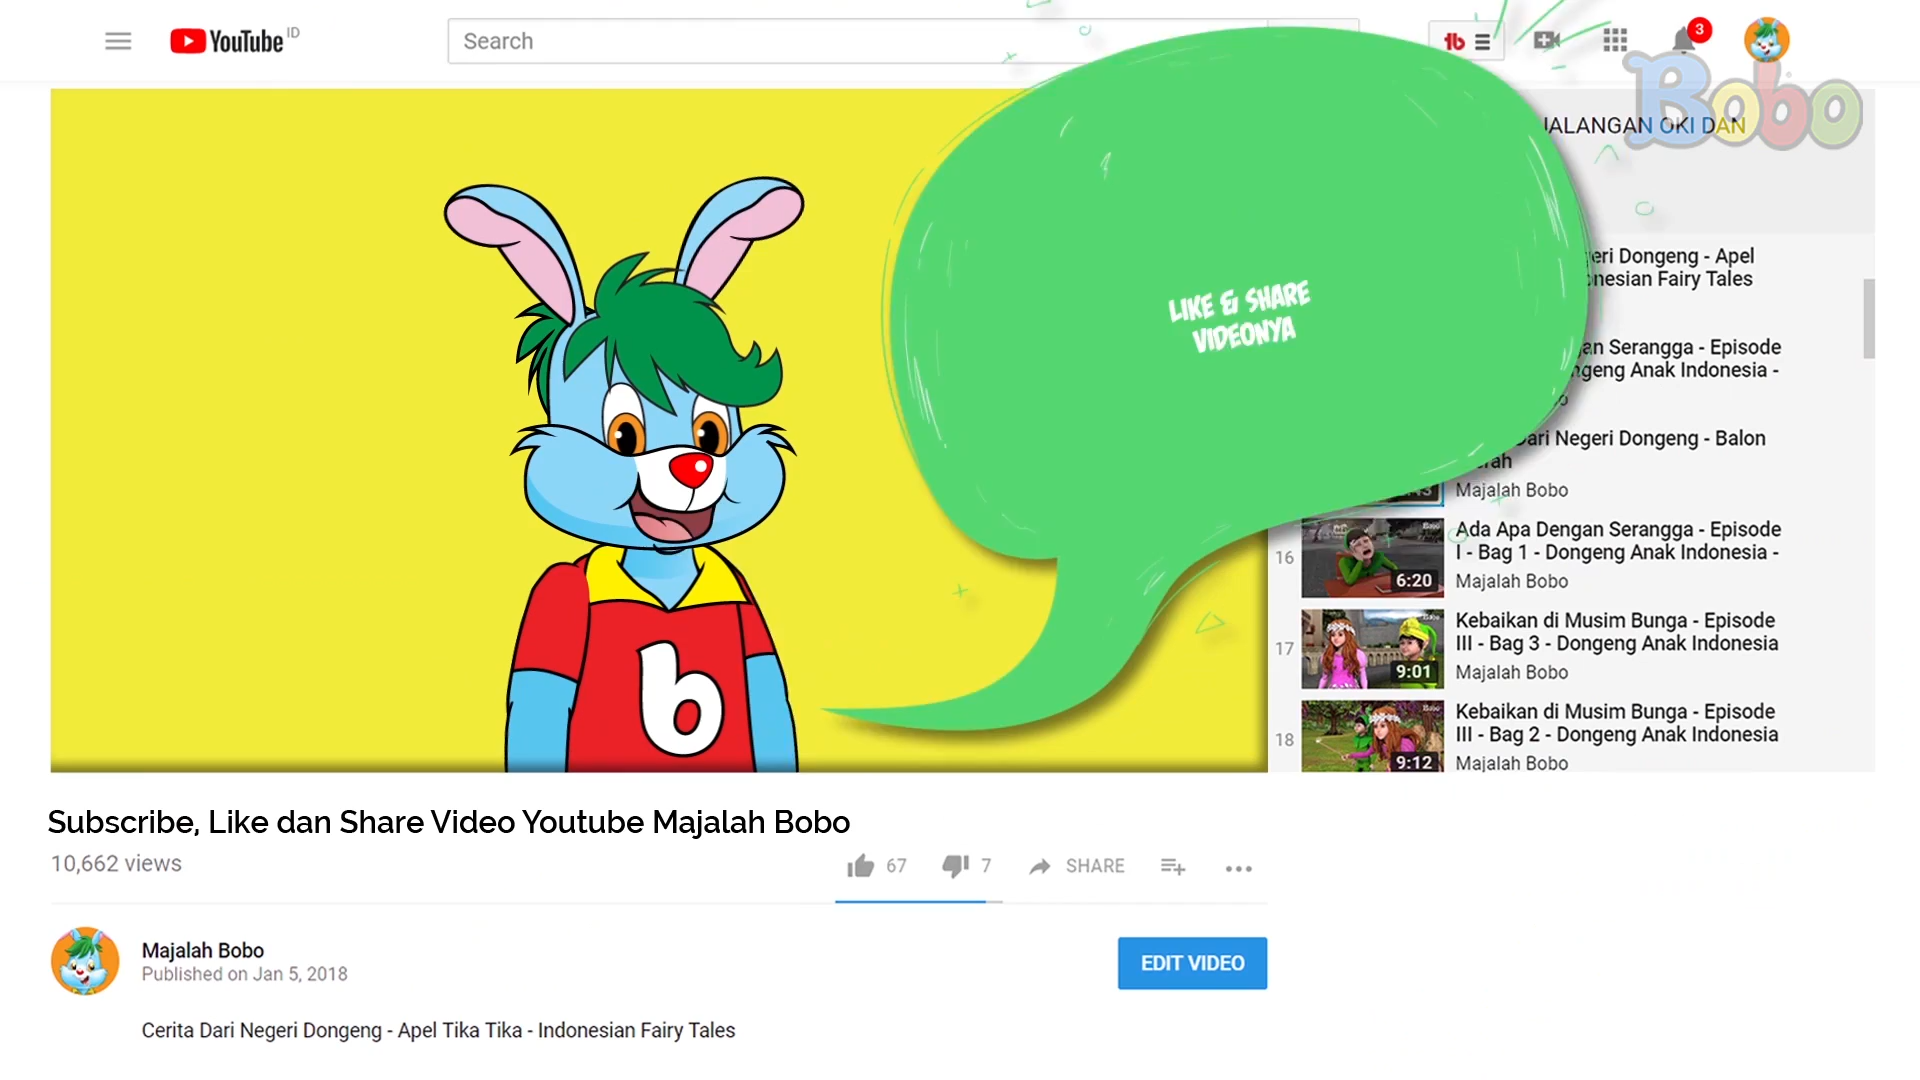 YouTube ID
Search
3
Bobo
JALANGAN OKI DAN
LIKE & SHARE
VIDEONYA
b
eri Dongeng - Apel
nesian Fairy Tales
an Serangga - Episode
ngeng Anak Indonesia -
ari Negeri Dongeng - Balon
rah
Majalah Bobo
16
Ada Apa Dengan Serangga - Episode
I - Bag 1 - Dongeng Anak Indonesia -
Majalah Bobo
6:20
17
Kebaikan di Musim Bunga - Episode
III - Bag 3 - Dongeng Anak Indonesia
Majalah Bobo
9:01
18
Kebaikan di Musim Bunga - Episode
III - Bag 2 - Dongeng Anak Indonesia
Majalah Bobo
9:12
Subscribe, Like dan Share Video Youtube Majalah Bobo
10,662 views
67
7
SHARE
Majalah Bobo
Published on Jan 5, 2018
EDIT VIDEO
Cerita Dari Negeri Dongeng - Apel Tika Tika - Indonesian Fairy Tales